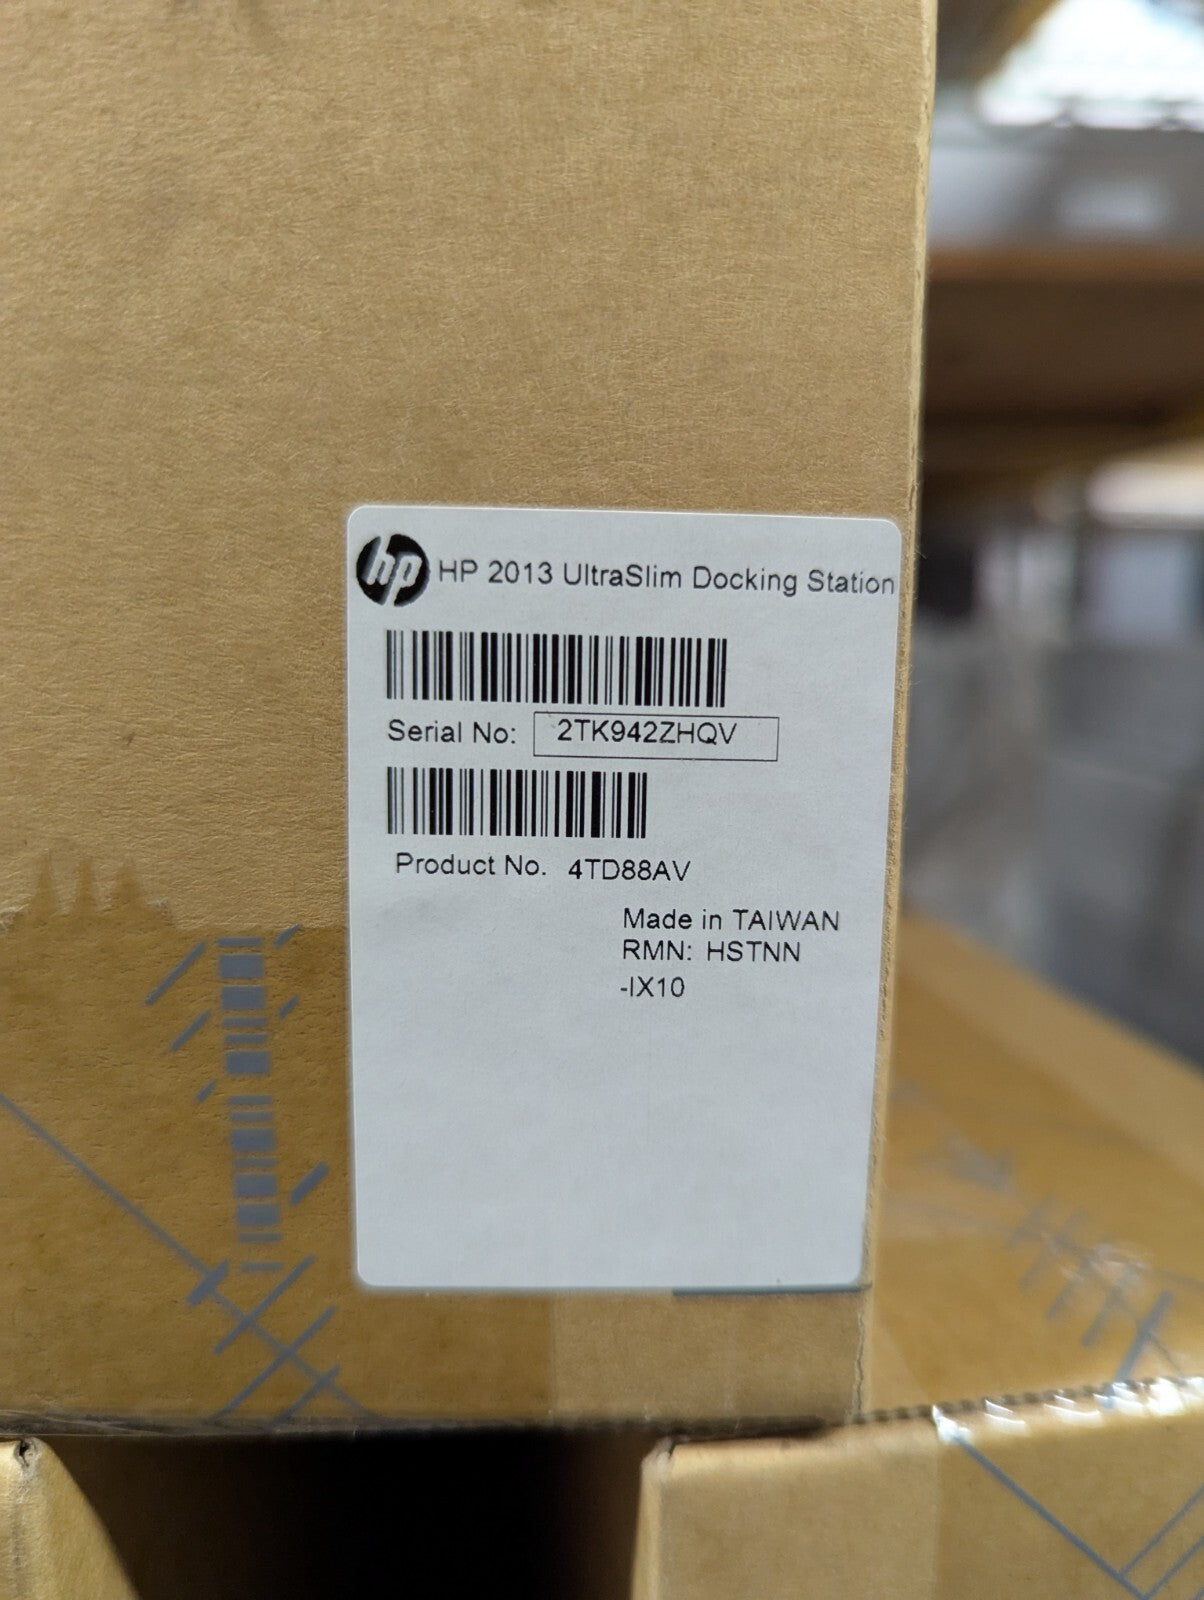 hp HP 2013 UltraSlim Docking Station
Serial No: 2TK942ZHQV
Product No. 4TD88AV
Made in TAIWAN
RMN: HSTNN
-IX10